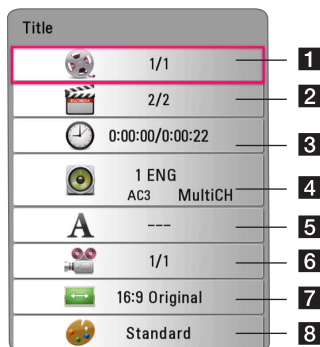 Title
1/1 1
MULTIMEDIA
2/2 2
0:00:00/0:00:22 3
1 ENG
AC3 MultiCH 4
A --- 5
1/1 6
16:9 Original 7
Standard 8